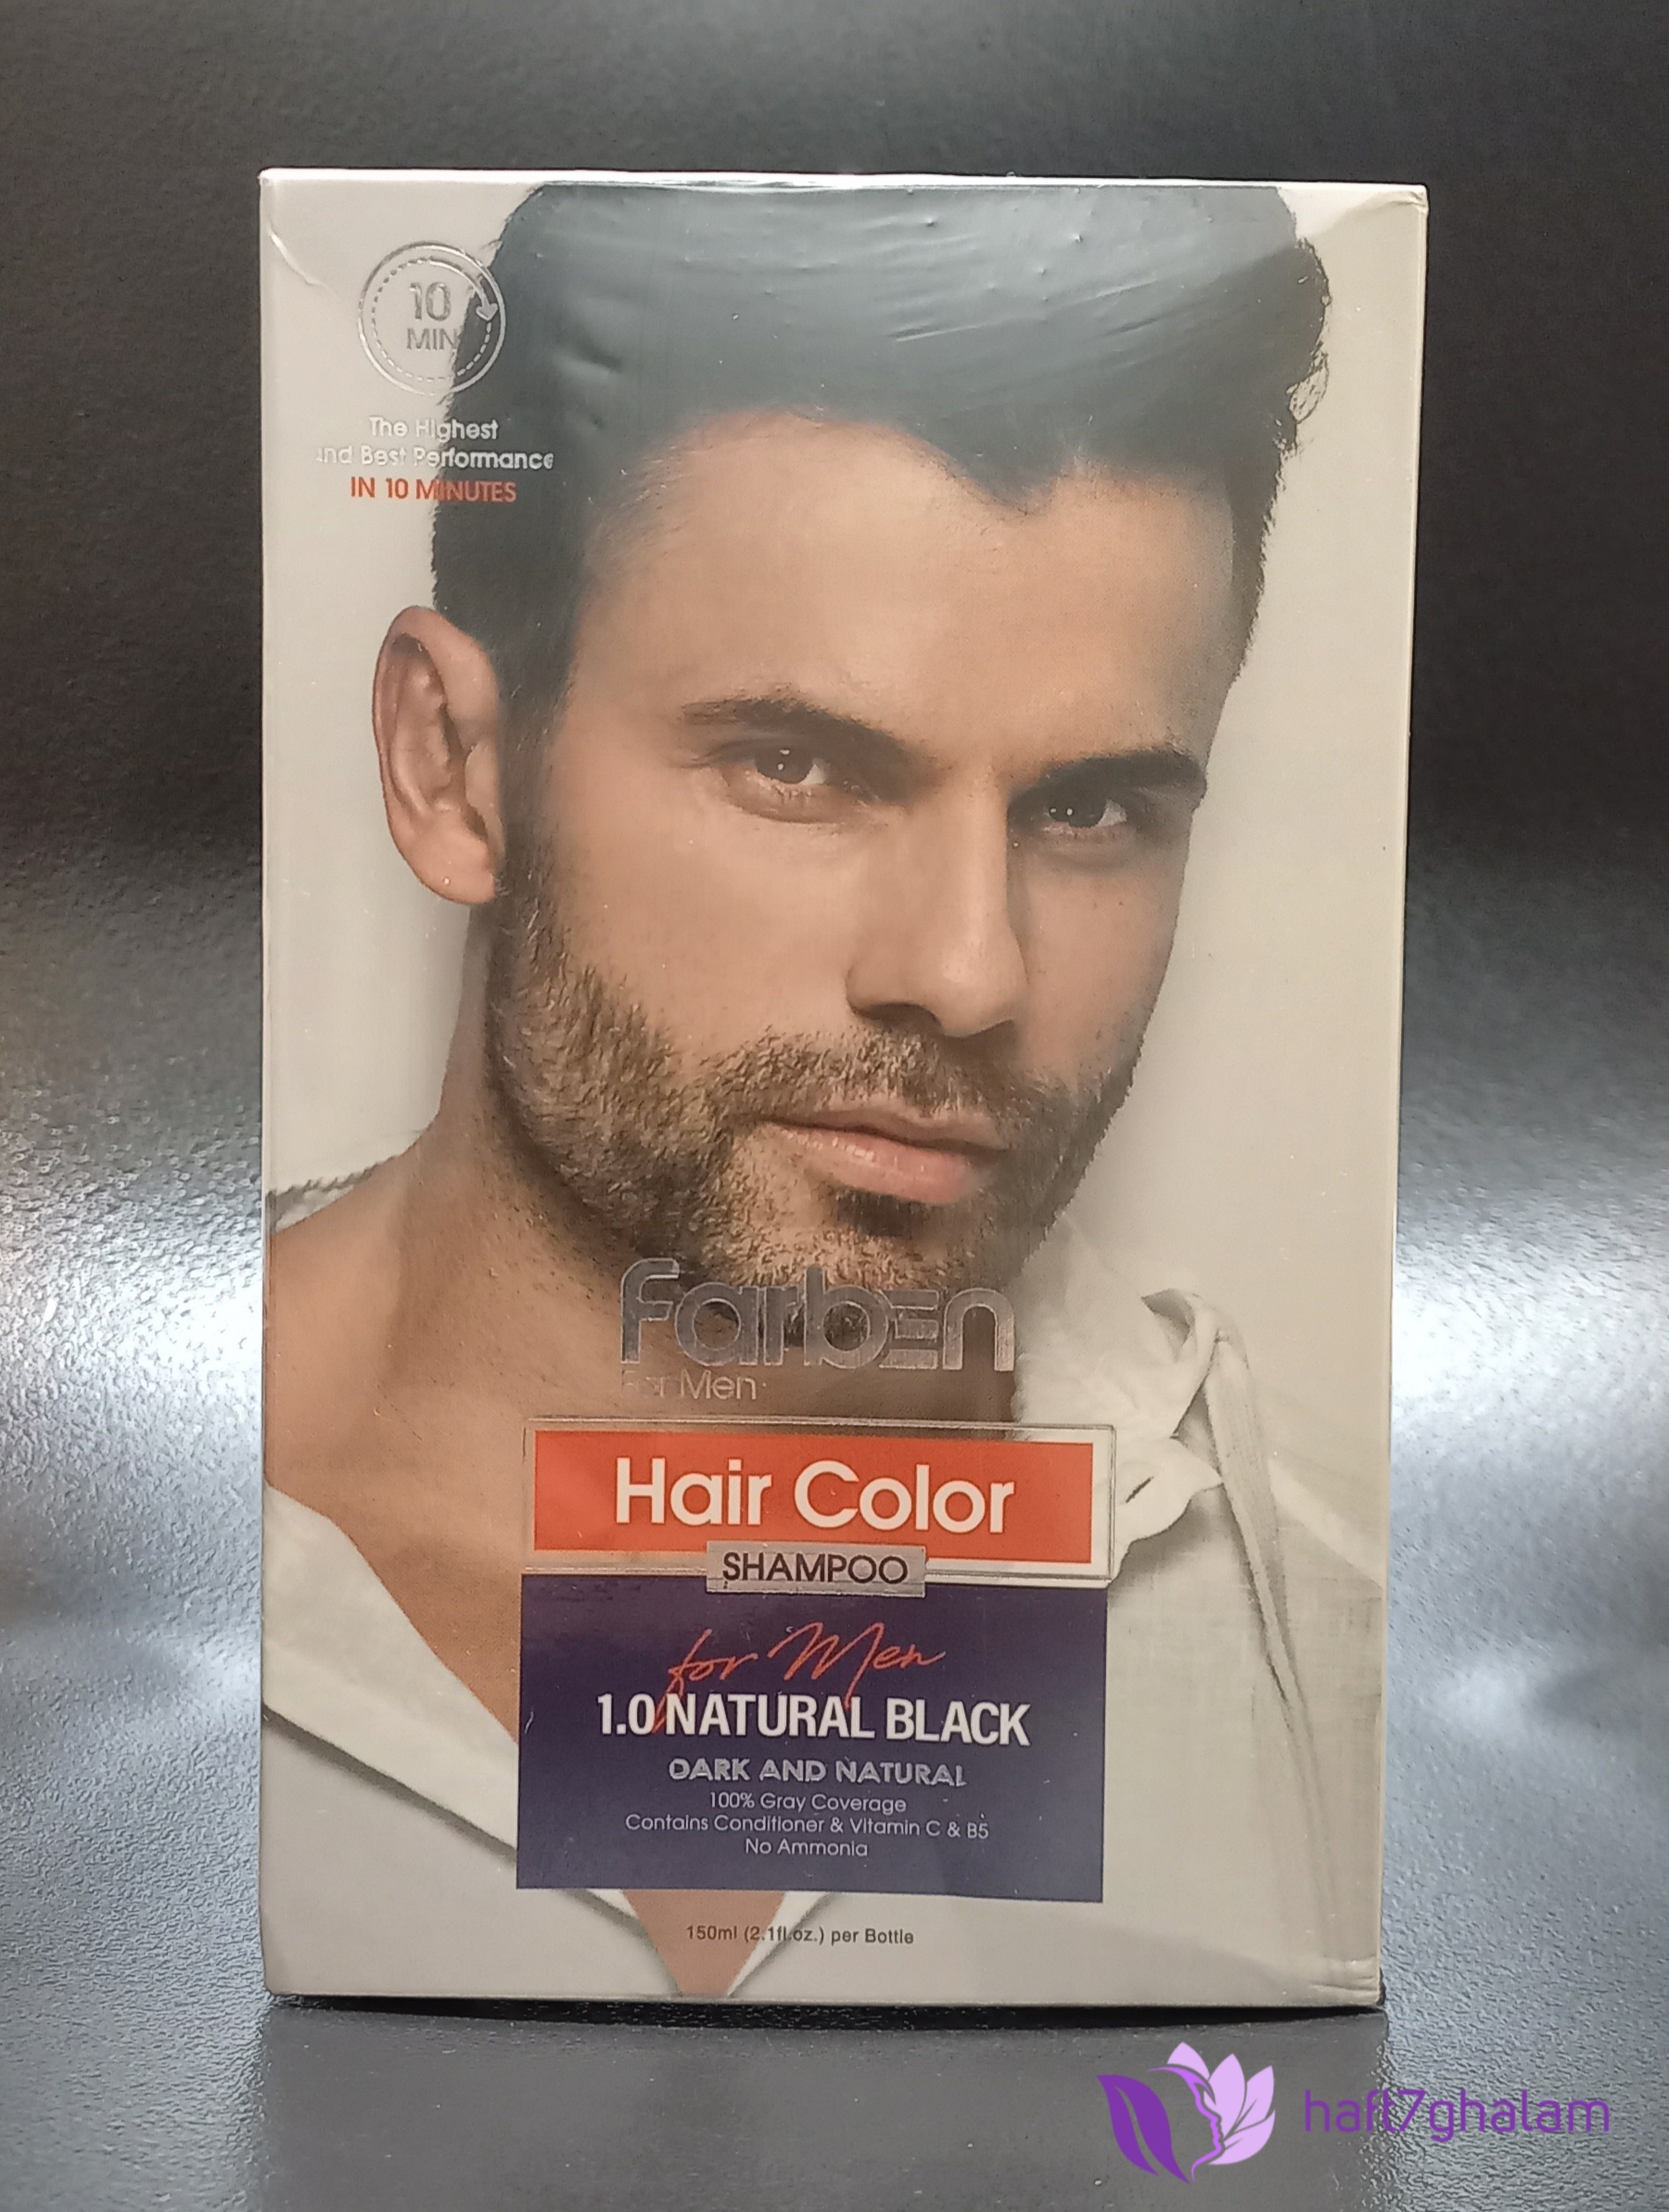 10
MIN
The Highest
and Best Performance
IN 10 MINUTES
farben
For Men
Hair Color
SHAMPOO
for Men
1.0 NATURAL BLACK
DARK AND NATURAL
100% Gray Coverage
Contains Conditioner & Vitamin C & B5
No Ammonia
150ml (2.1fl.oz.) per Bottle
haft7ghalam